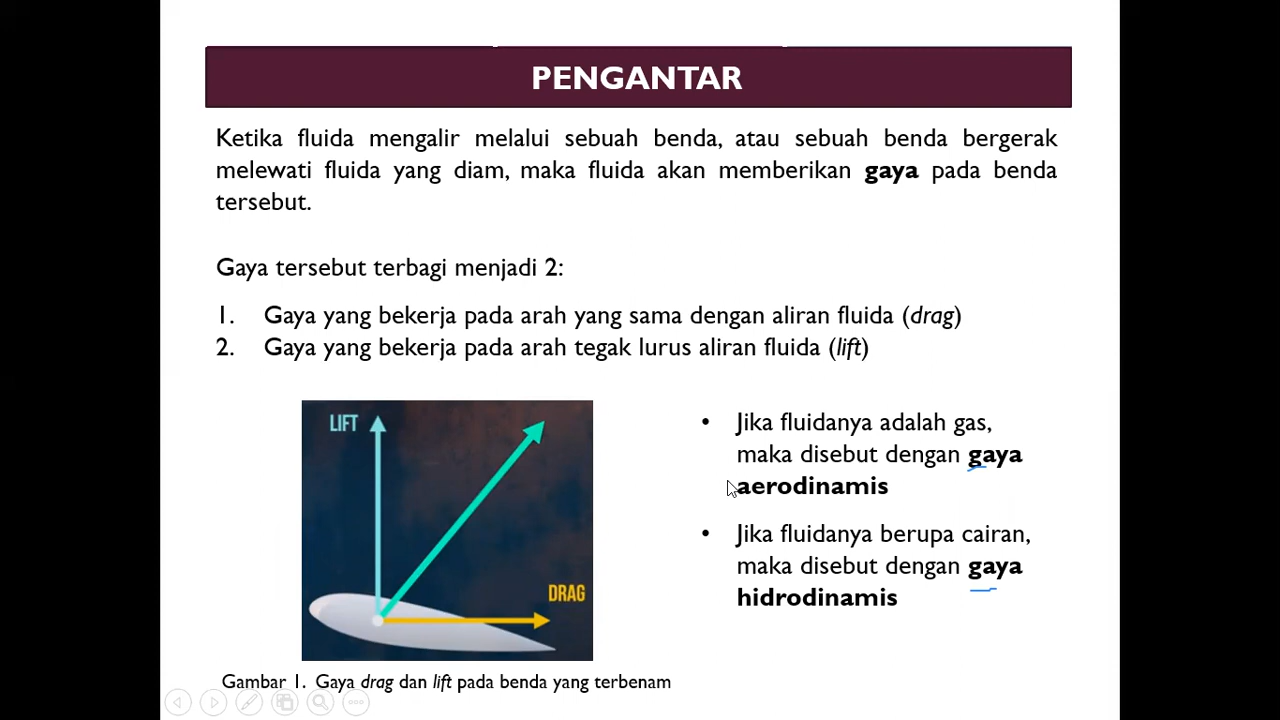 PENGANTAR
Ketika fluida mengalir melalui sebuah benda, atau sebuah benda bergerak
melewati fluida yang diam, maka fluida akan memberikan gaya pada benda
tersebut.
Gaya tersebut terbagi menjadi 2:
1. Gaya yang bekerja pada arah yang sama dengan aliran fluida (drag)
2. Gaya yang bekerja pada arah tegak lurus aliran fluida (lift)
LIFT
DRAG
Gambar 1. Gaya drag dan lift pada benda yang terbenam
• Jika fluidanya adalah gas,
maka disebut dengan gaya
aerodinamis
• Jika fluidanya berupa cairan,
maka disebut dengan gaya
hidrodinamis